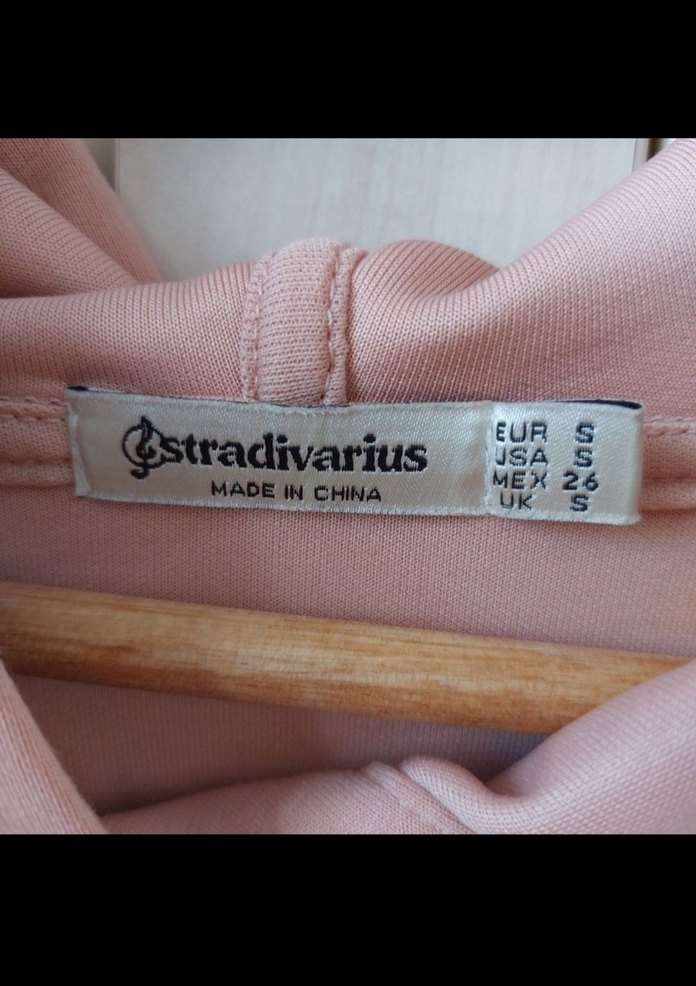 stradivarius
MADE IN CHINA
EUR S
USA S
MEX 26
UK S